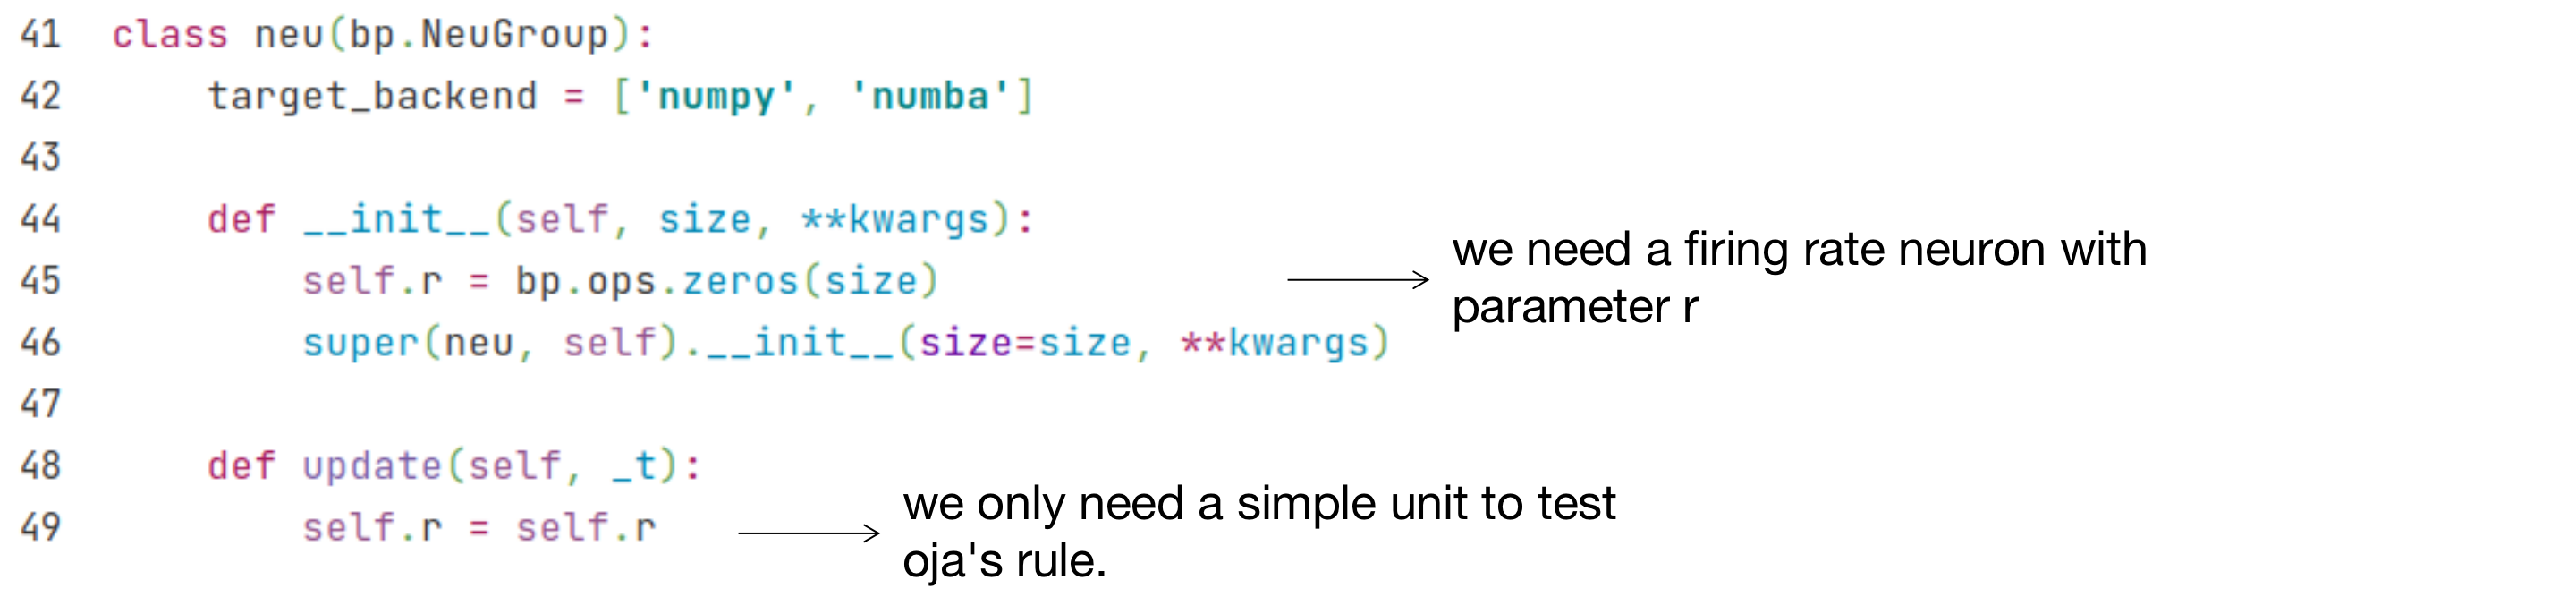 41 class neu(bp.NeuGroup):
42 target_backend = ['numpy', 'numba']
43
44 def __init__(self, size, **kwargs):
45 self.r = bp.ops.zeros(size)
46 super(neu, self).__init__(size=size, **kwargs)
we need a firing rate neuron with
parameter r
47
48 def update(self, _t):
49 self.r = self.r
we only need a simple unit to test
oja's rule.